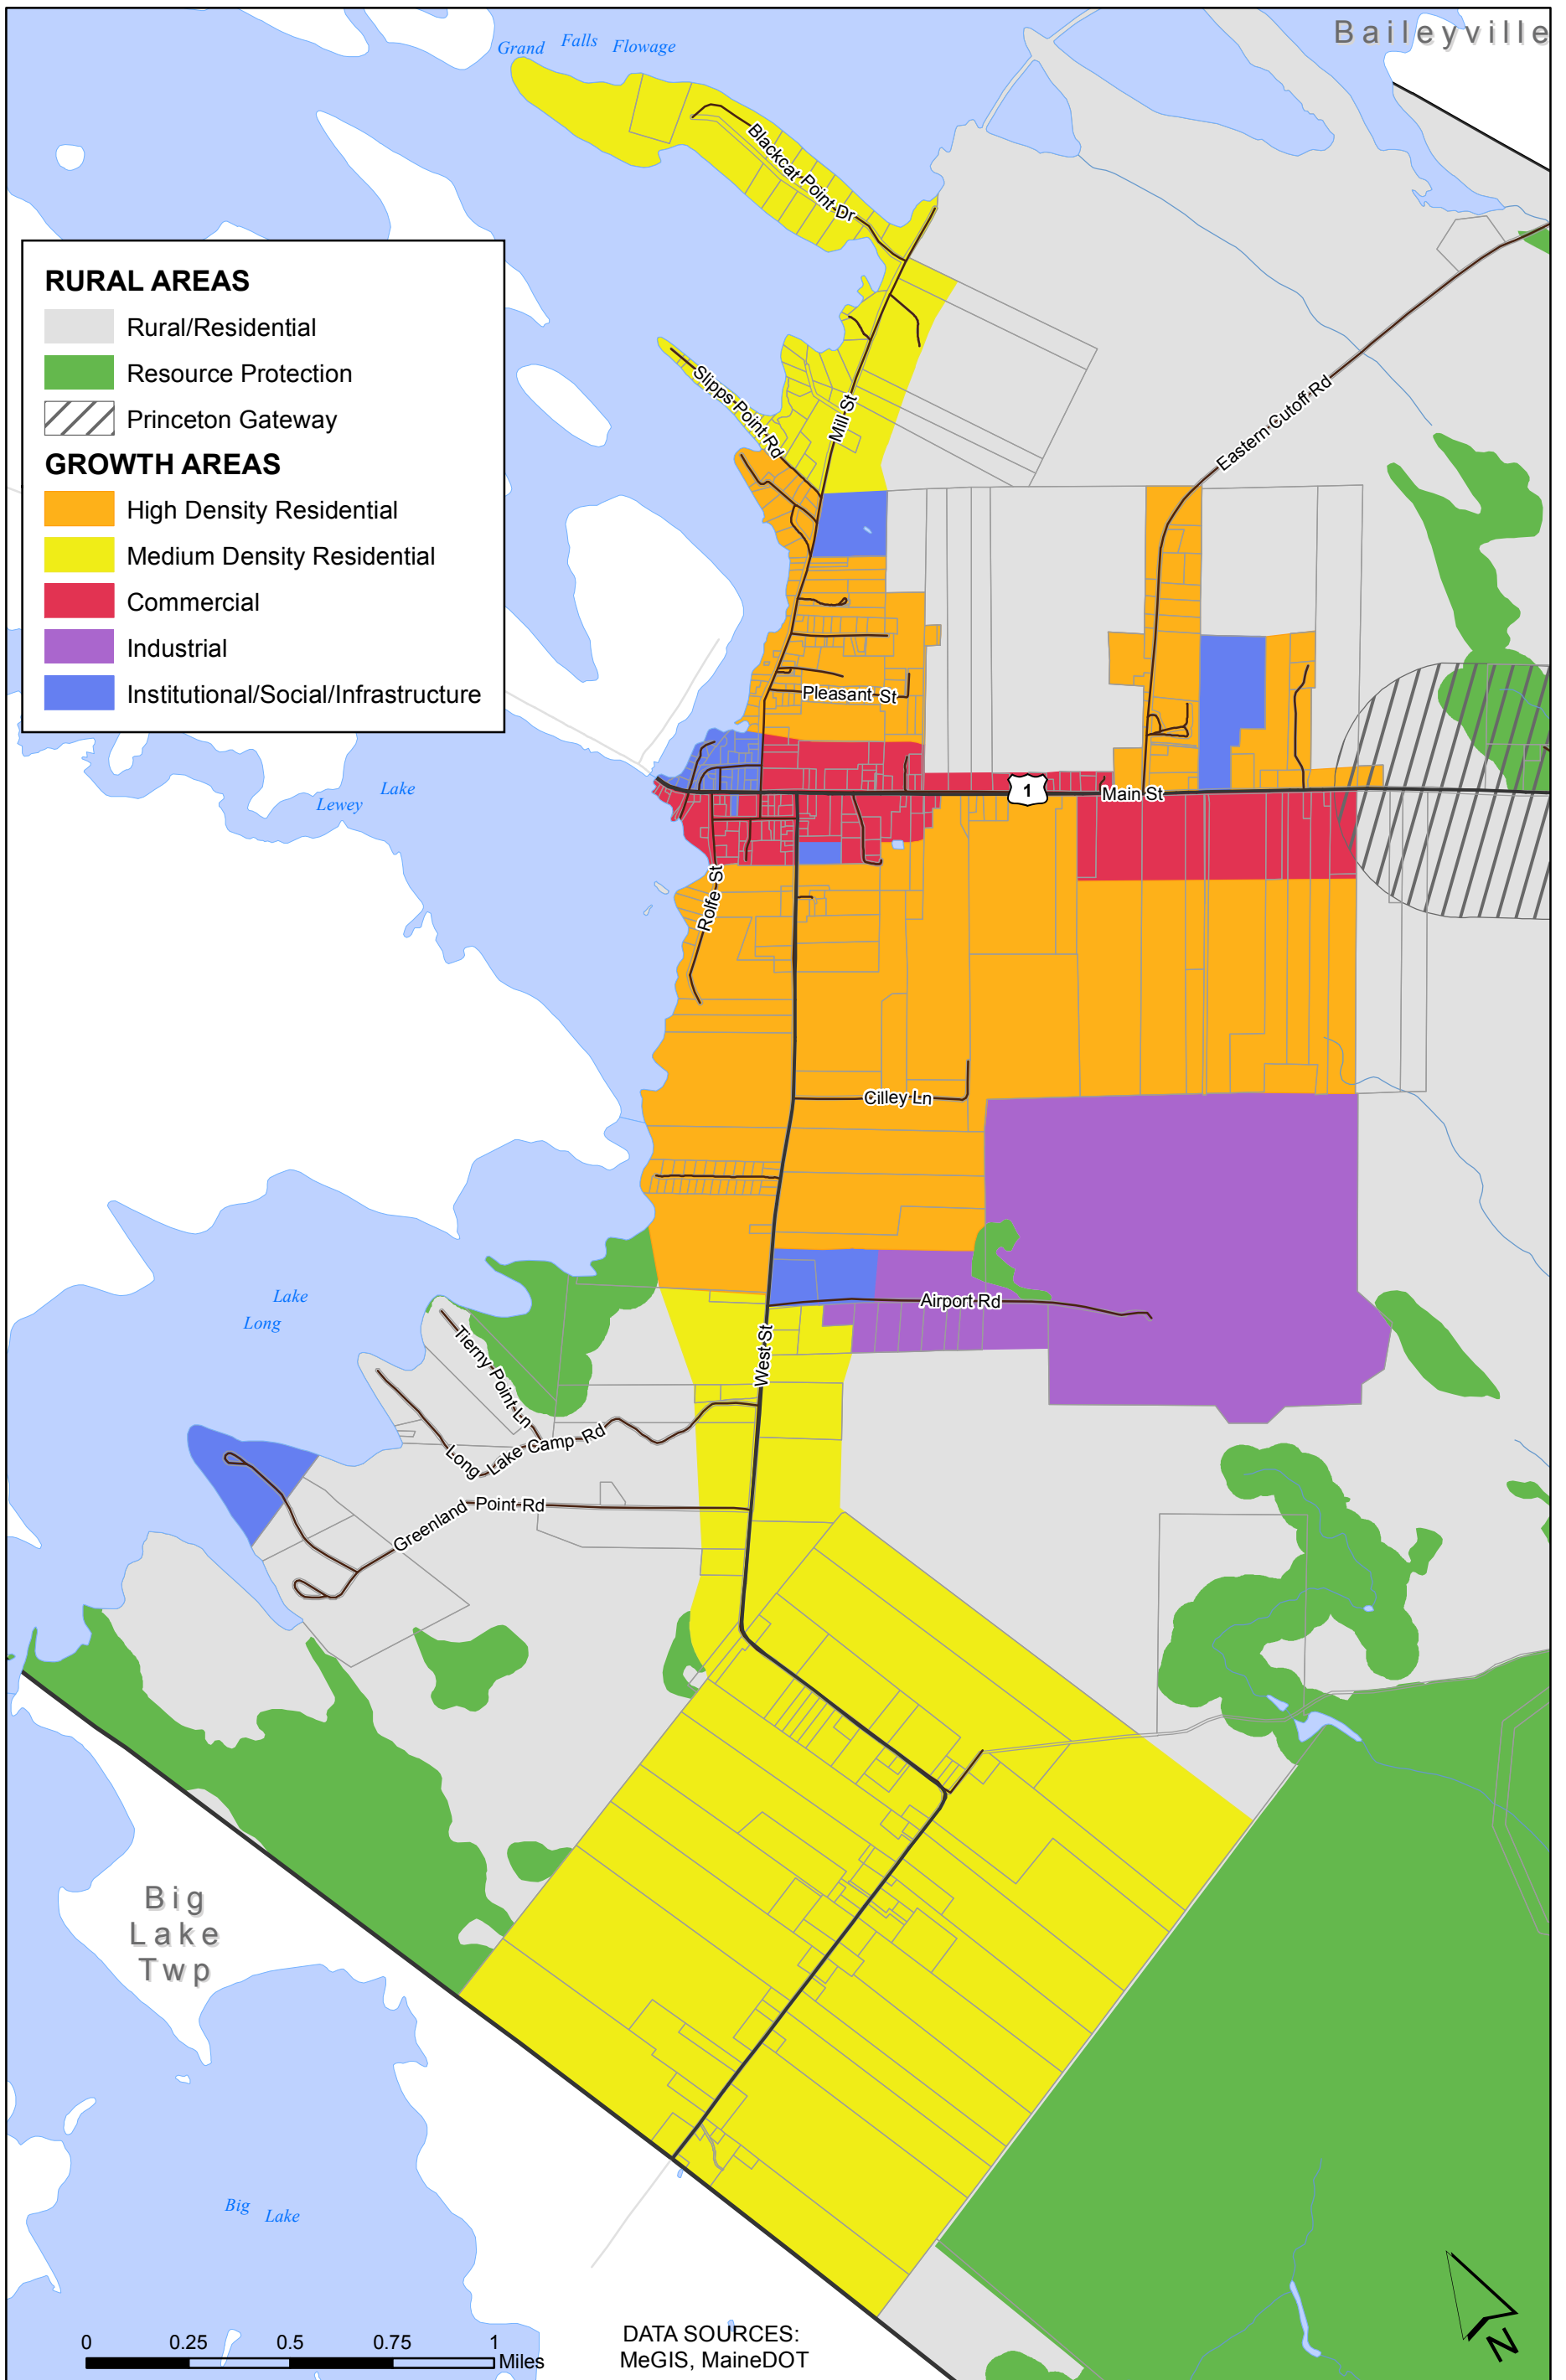 Baileyville
Grand Falls Flowage
Blackcat Point Dr
RURAL AREAS
Rural/Residential
Resource Protection
Princeton Gateway
GROWTH AREAS
High Density Residential
Medium Density Residential
Commercial
Industrial
Institutional/Social/Infrastructure
Slipps Point Rd
Mill St
Eastern Cutoff Rd
Pleasant St
Lewey Lake
1
Main St
Rolfe St
Cilley Ln
Lake
Long
Airport Rd
Tierny Point Ln
West St
Long Lake Camp Rd
Greenland Point Rd
Big
Lake
Twp
Big Lake
0 0.25 0.5 0.75 1
Miles
DATA SOURCES:
MeGIS, MaineDOT
N